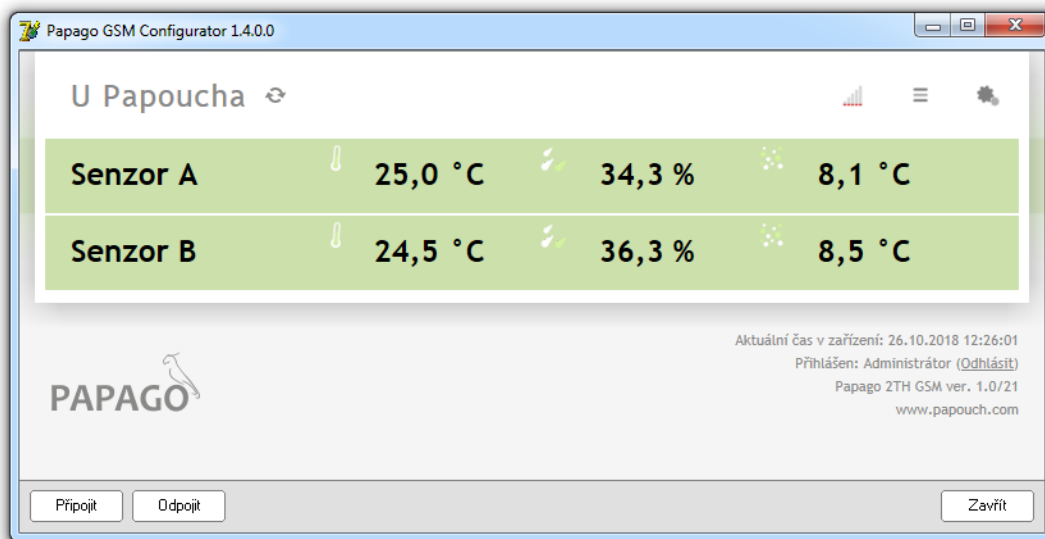 Papago GSM Configurator 1.4.0.0
U Papoucha
Senzor A 25,0 °C 34,3 % 8,1 °C
Senzor B 24,5 °C 36,3 % 8,5 °C
Aktuální čas v zařízení: 26.10.2018 12:26:01
Přihlášen: Administrátor (Odhlásit)
Papago 2TH GSM ver. 1.0/21
www.papouch.com
PAPAGO
Připojit Odpojit Zavřít